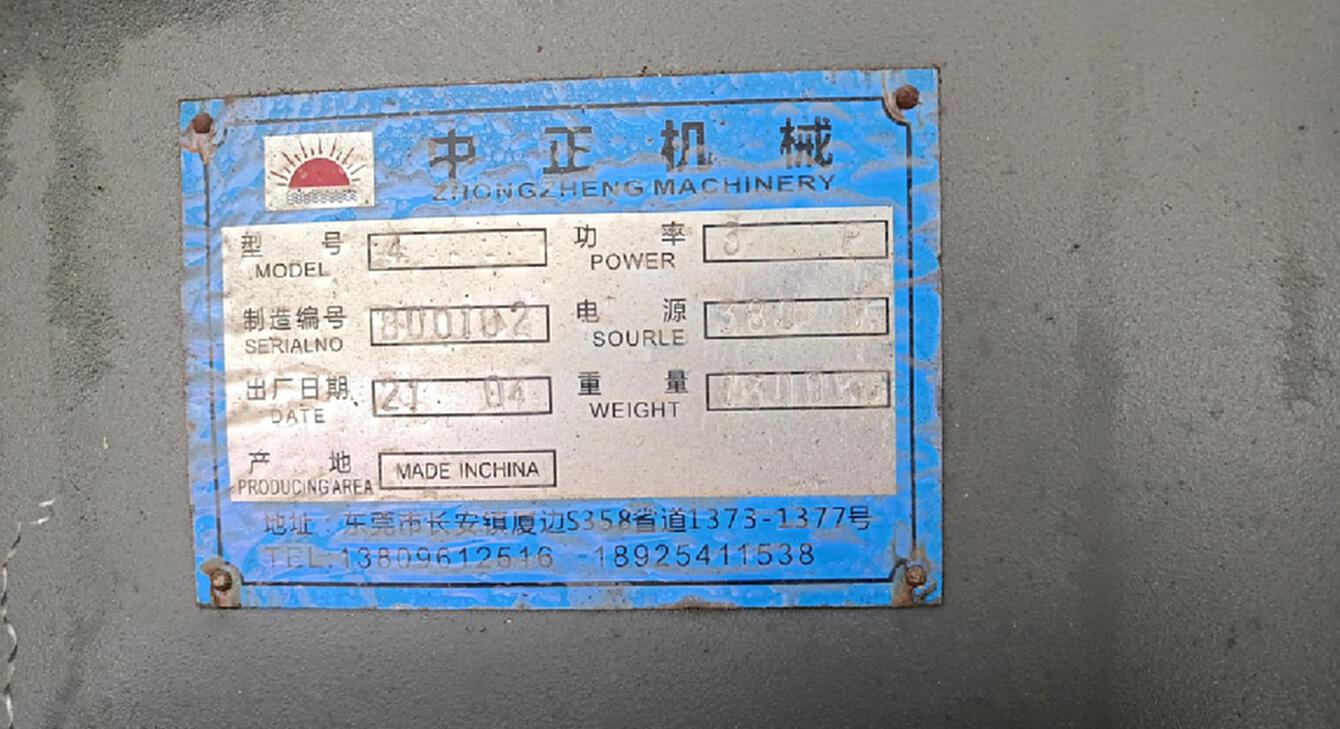 中正机械
ZHONGZHENG MACHINERY
型号 4 功率 3 P
MODEL POWER
制造编号 800102 电源 380 V
SERIALNO SOURLE
出厂日期 21 04 重量
DATE WEIGHT
产地 MADE INCHINA
PRODUCING AREA
地址：东莞市长安镇厦边S358省道1373-1377号
TEL:13809612516 -18925411538